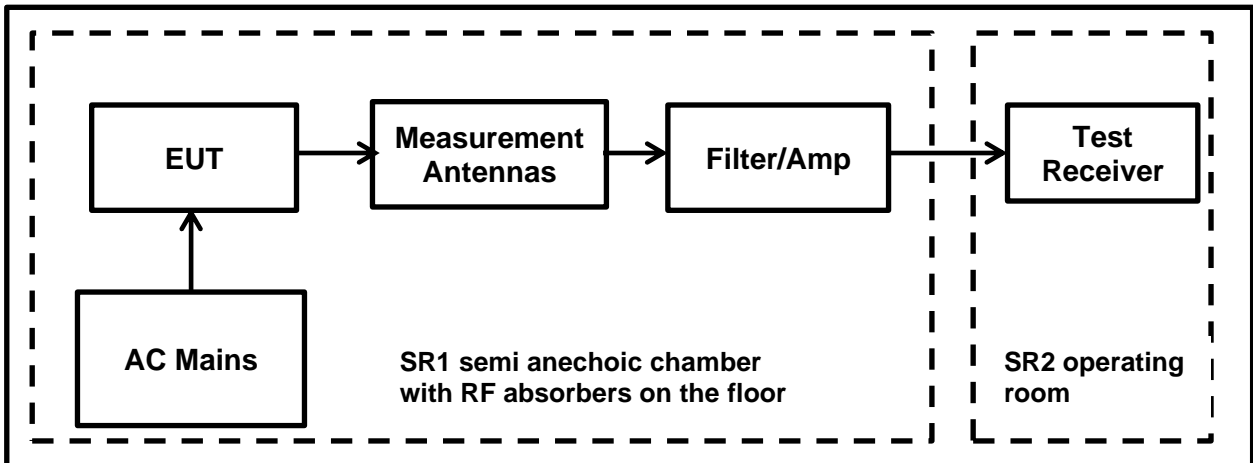 EUT
Measurement
Antennas
Filter/Amp
Test
Receiver
AC Mains
SR1 semi anechoic chamber
with RF absorbers on the floor
SR2 operating
room